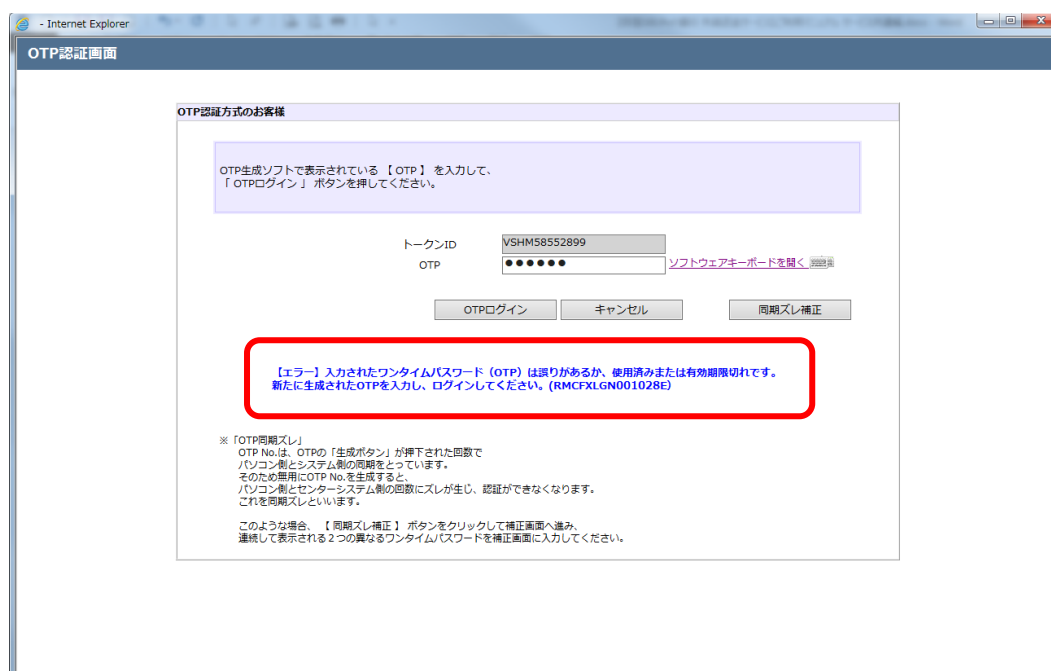 - Internet Explorer
OTP認証画面
OTP認証方式のお客様
OTP生成ソフトで表示されている 【 OTP 】 を入力して、
「 OTPログイン 」 ボタンを押してください。
トークンID VSHM58552899
OTP ●●●●●● ソフトウェアキーボードを開く
OTPログイン キャンセル 同期ズレ補正
【エラー】入力されたワンタイムパスワード（OTP）は誤りがあるか、使用済みまたは有効期限切れです。
新たに生成されたOTPを入力し、ログインしてください。(RMCFXLGN001028E)
※「OTP同期ズレ」
OTP No.は、OTPの「生成ボタン」が押下された回数で
パソコン側とシステム側の同期をとっています。
そのため無用にOTP No.を生成すると、
パソコン側とセンターシステム側の回数にズレが生じ、認証ができなくなります。
これを同期ズレといいます。
このような場合、 【 同期ズレ補正 】 ボタンをクリックして補正画面へ進み、
連続して表示される２つの異なるワンタイムパスワードを補正画面に入力してください。